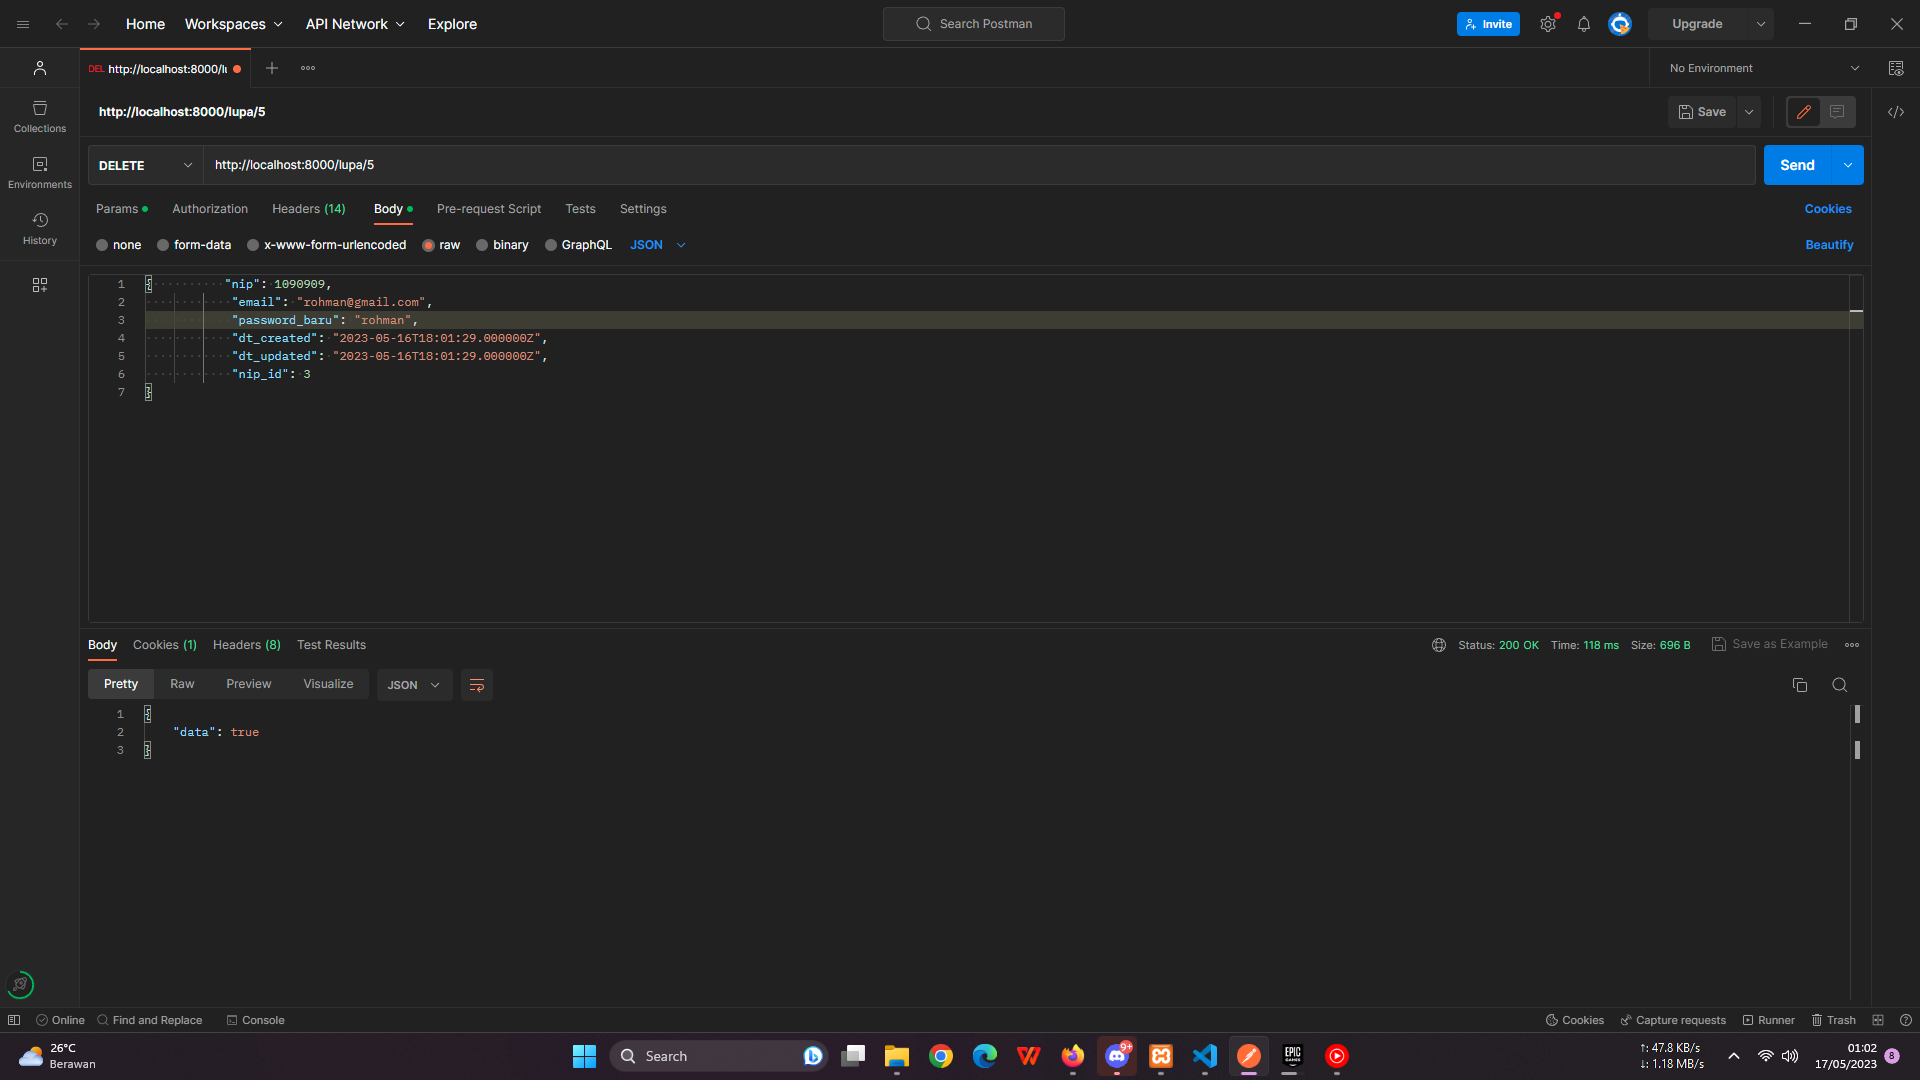 Home Workspaces API Network Explore Search Postman Invite Upgrade
DEL http://localhost:8000/lu No Environment
http://localhost:8000/lupa/5 Save
Collections
Environments
History
DELETE http://localhost:8000/lupa/5 Send
Params Authorization Headers (14) Body Pre-request Script Tests Settings Cookies
none form-data x-www-form-urlencoded raw binary GraphQL JSON Beautify
1 { "nip": 1090909,
2 "email": "rohman@gmail.com",
3 "password_baru": "rohman",
4 "dt_created": "2023-05-16T18:01:29.000000Z",
5 "dt_updated": "2023-05-16T18:01:29.000000Z",
6 "nip_id": 3
7 }
Body Cookies (1) Headers (8) Test Results Status: 200 OK Time: 118 ms Size: 696 B Save as Example
Pretty Raw Preview Visualize JSON
1 {
2 "data": true
3 }
Online Find and Replace Console Cookies Capture requests Runner Trash
26°C
Berawan
Search
9+
EPIC GAMES
↑: 47.8 KB/s
↓: 1.18 MB/s
01:02
17/05/2023
8